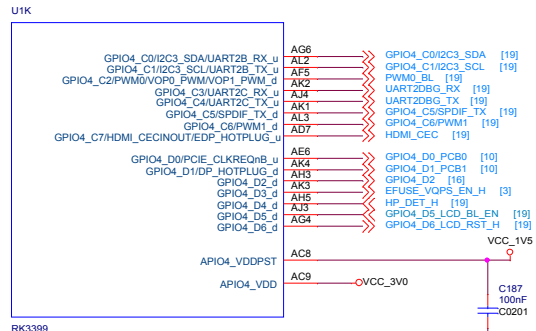 U1K
GPIO4_C0/I2C3_SDA/UART2B_RX_u AG6 GPIO4_C0/I2C3_SDA [19]
GPIO4_C1/I2C3_SCL/UART2B_TX_u AL2 GPIO4_C1/I2C3_SCL [19]
GPIO4_C2/PWM0/VOP0_PWM/VOP1_PWM_d AF5 PWM0_BL [19]
GPIO4_C3/UART2C_RX_u AK2 UART2DBG_RX [19]
GPIO4_C4/UART2C_TX_u AJ4 UART2DBG_TX [19]
GPIO4_C5/SPDIF_TX_d AK1 GPIO4_C5/SPDIF_TX [19]
GPIO4_C6/PWM1_d AL3 GPIO4_C6/PWM1 [19]
GPIO4_C7/HDMI_CECINOUT/EDP_HOTPLUG_u AD7 HDMI_CEC [19]
GPIO4_D0/PCIE_CLKREQnB_u AE6 GPIO4_D0_PCB0 [10]
GPIO4_D1/DP_HOTPLUG_d AK4 GPIO4_D1_PCB1 [10]
GPIO4_D2_d AH3 GPIO4_D2 [16]
GPIO4_D3_d AK3 EFUSE_VQPS_EN_H [3]
GPIO4_D4_d AH5 HP_DET_H [19]
GPIO4_D5_d AJ3 GPIO4_D5_LCD_BL_EN [19]
GPIO4_D6_d AG4 GPIO4_D6_LCD_RST_H [19]
VCC_1V5
APIO4_VDDPST AC8
APIO4_VDD AC9 VCC_3V0
C187
100nF
C0201
RK3399